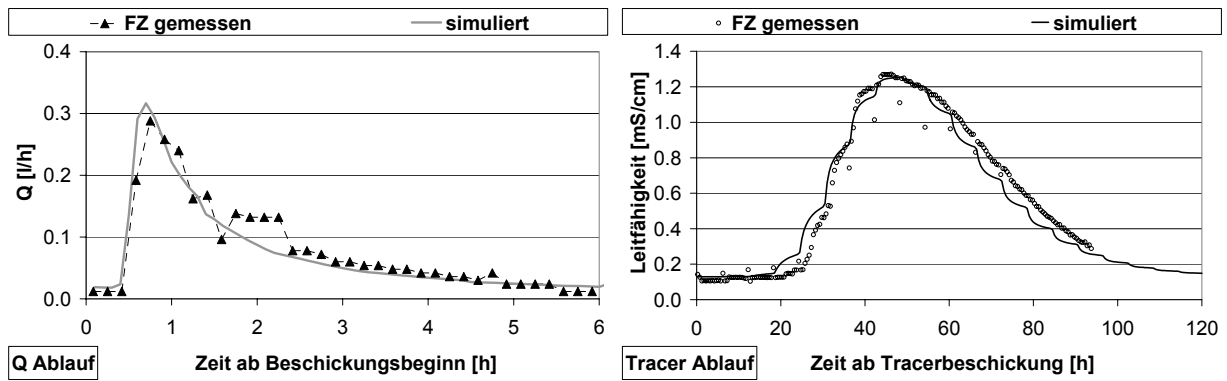 FZ gemessen simuliert
Q [l/h]
0.4
0.3
0.2
0.1
0.0
0 1 2 3 4 5 6
Q Ablauf
Zeit ab Beschickungsbeginn [h]
FZ gemessen simuliert
Leitfähigkeit [mS/cm]
1.4
1.2
1.0
0.8
0.6
0.4
0.2
0.0
0 20 40 60 80 100 120
Tracer Ablauf
Zeit ab Tracerbeschickung [h]